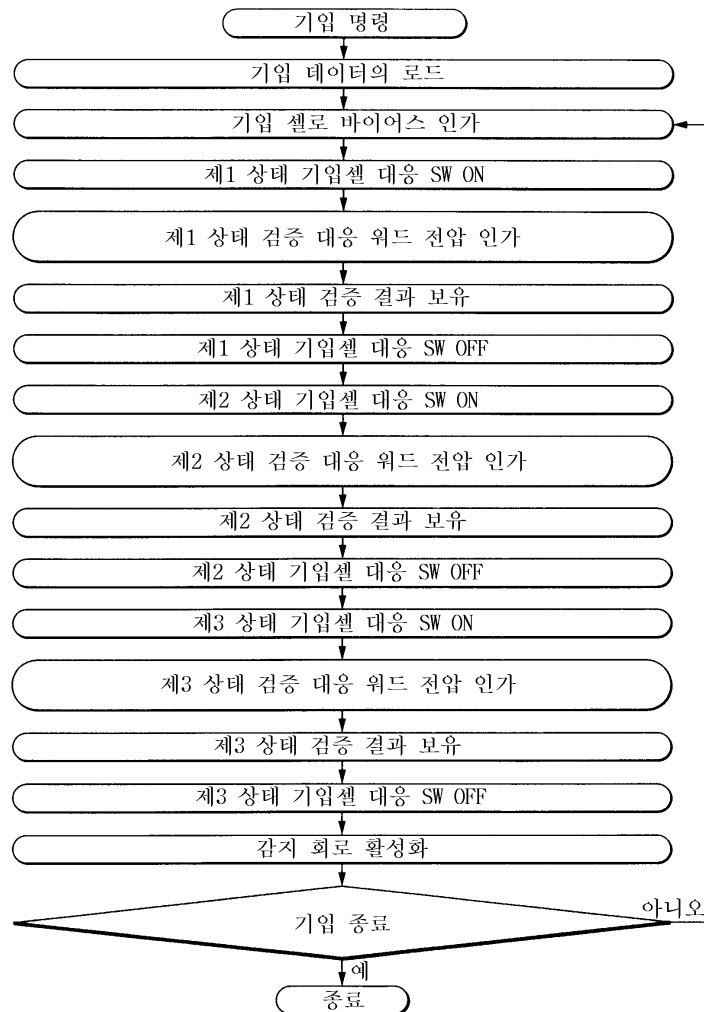 기입 명령
기입 데이터의 로드
기입 셀로 바이어스 인가
제1 상태 기입셀 대응 SW ON
제1 상태 검증 대응 워드 전압 인가
제1 상태 검증 결과 보유
제1 상태 기입셀 대응 SW OFF
제2 상태 기입셀 대응 SW ON
제2 상태 검증 대응 워드 전압 인가
제2 상태 검증 결과 보유
제2 상태 기입셀 대응 SW OFF
제3 상태 기입셀 대응 SW ON
제3 상태 검증 대응 워드 전압 인가
제3 상태 검증 결과 보유
제3 상태 기입셀 대응 SW OFF
감지 회로 활성화
기입 종료
아니오
예
종료